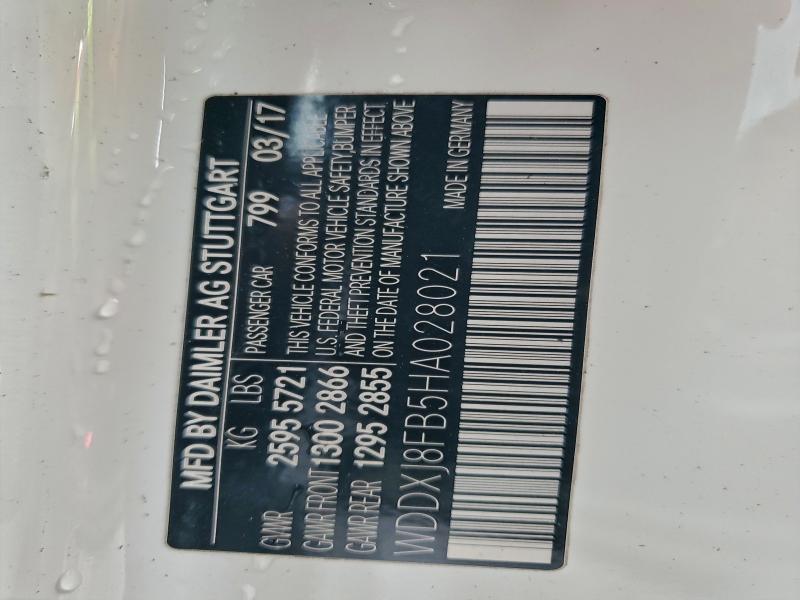 MFD BY DAIMLER AG STUTTGART
KG LBS PASSENGER CAR 799 03/17
GVWR 2595 5721 THIS VEHICLE CONFORMS TO ALL APPLICABLE
GAWR FRONT 1300 2866 U.S. FEDERAL MOTOR VEHICLE SAFETY, BUMPER
GAWR REAR 1295 2855 AND THEFT PREVENTION STANDARDS IN EFFECT
ON THE DATE OF MANUFACTURE SHOWN ABOVE
WDDXJ8FB5HA028021 MADE IN GERMANY